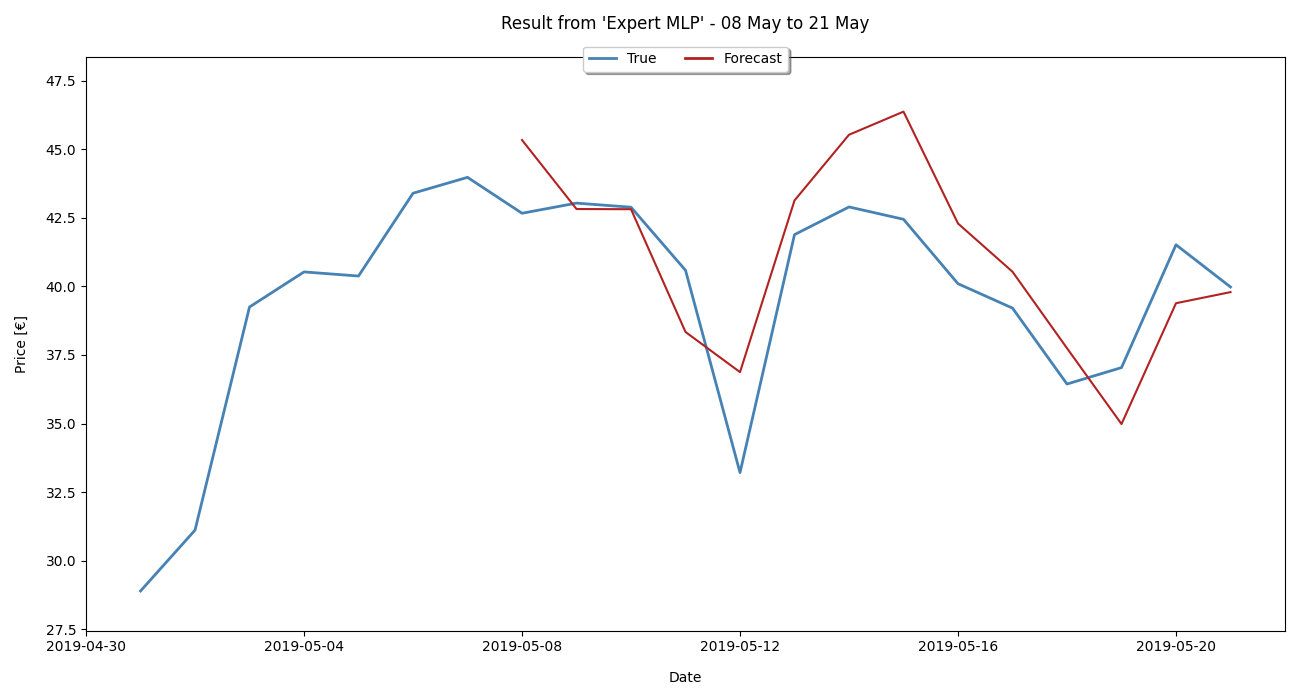 Result from 'Expert MLP' - 08 May to 21 May
True Forecast
47.5
45.0
42.5
40.0
37.5
35.0
32.5
30.0
27.5
Price [€]
2019-04-30 2019-05-04 2019-05-08 2019-05-12 2019-05-16 2019-05-20
Date